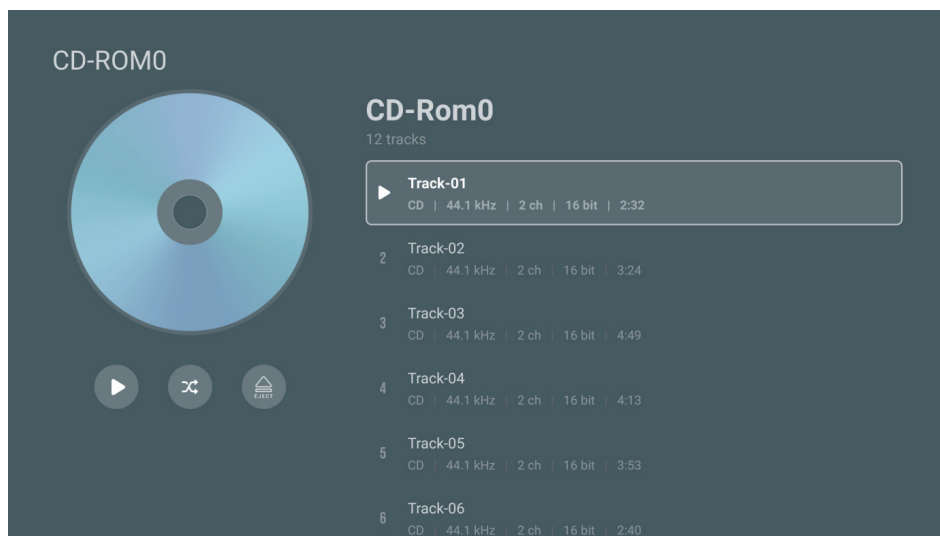 CD-ROM0
CD-Rom0
12 tracks
Track-01
CD | 44.1 kHz | 2 ch | 16 bit | 2:32
2
Track-02
CD | 44.1 kHz | 2 ch | 16 bit | 3:24
3
Track-03
CD | 44.1 kHz | 2 ch | 16 bit | 4:49
4
Track-04
CD | 44.1 kHz | 2 ch | 16 bit | 4:13
5
Track-05
CD | 44.1 kHz | 2 ch | 16 bit | 3:53
6
Track-06
CD | 44.1 kHz | 2 ch | 16 bit | 2:40
EJECT